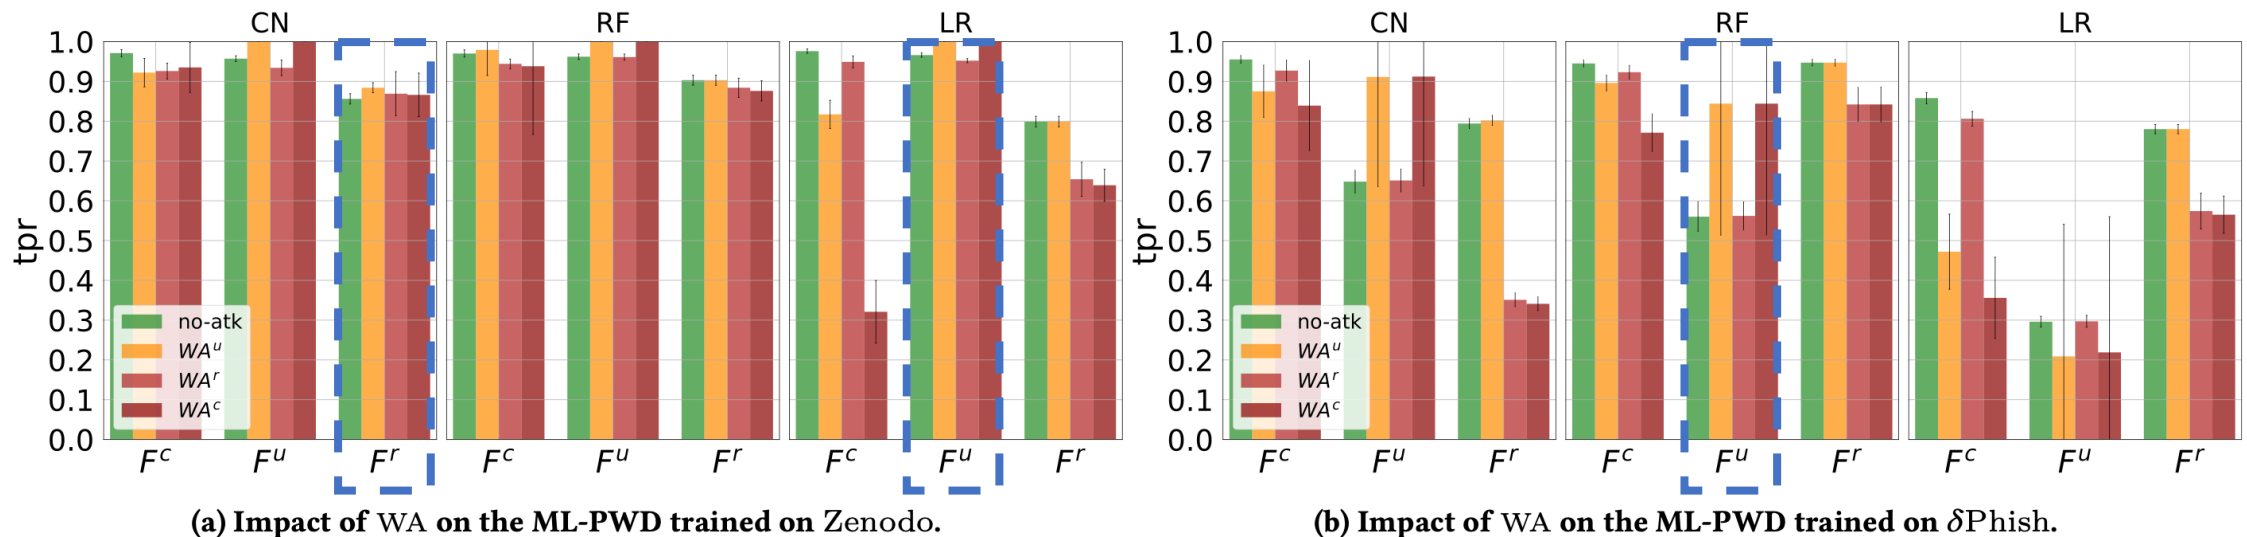 CN RF LR
1.0
0.9
0.8
0.7
0.6
0.5
0.4
0.3
0.2
0.1
0.0
tpr
no-atk
WAᵘ
WAʳ
WAᶜ
Fᶜ Fᵘ Fʳ Fᶜ Fᵘ Fʳ Fᶜ Fᵘ Fʳ
(a) Impact of WA on the ML-PWD trained on Zenodo.
CN RF LR
1.0
0.9
0.8
0.7
0.6
0.5
0.4
0.3
0.2
0.1
0.0
tpr
no-atk
WAᵘ
WAʳ
WAᶜ
Fᶜ Fᵘ Fʳ Fᶜ Fᵘ Fʳ Fᶜ Fᵘ Fʳ
(b) Impact of WA on the ML-PWD trained on δPhish.